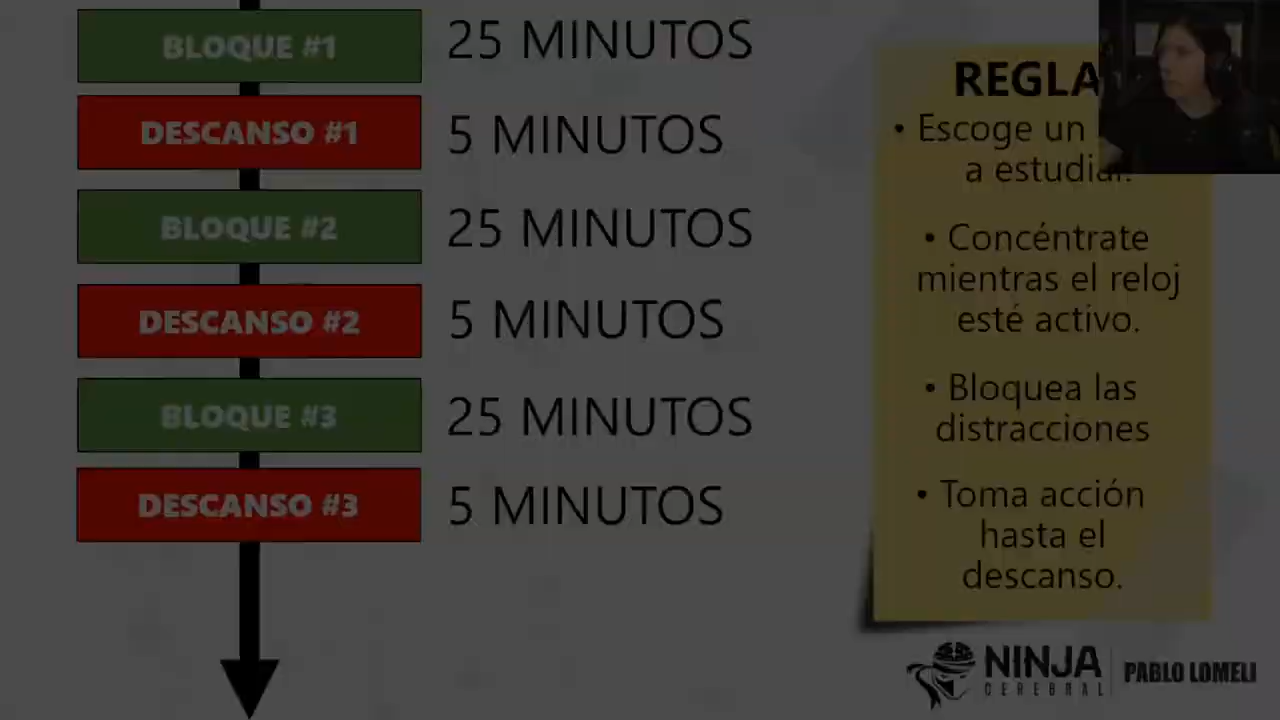 BLOQUE #1 25 MINUTOS
DESCANSO #1 5 MINUTOS
BLOQUE #2 25 MINUTOS
DESCANSO #2 5 MINUTOS
BLOQUE #3 25 MINUTOS
DESCANSO #3 5 MINUTOS
REGLA
• Escoge un
a estudiar.
• Concéntrate
mientras el reloj
esté activo.
• Bloquea las
distracciones
• Toma acción
hasta el
descanso.
NINJA
CEREBRAL
PABLO LOMELI